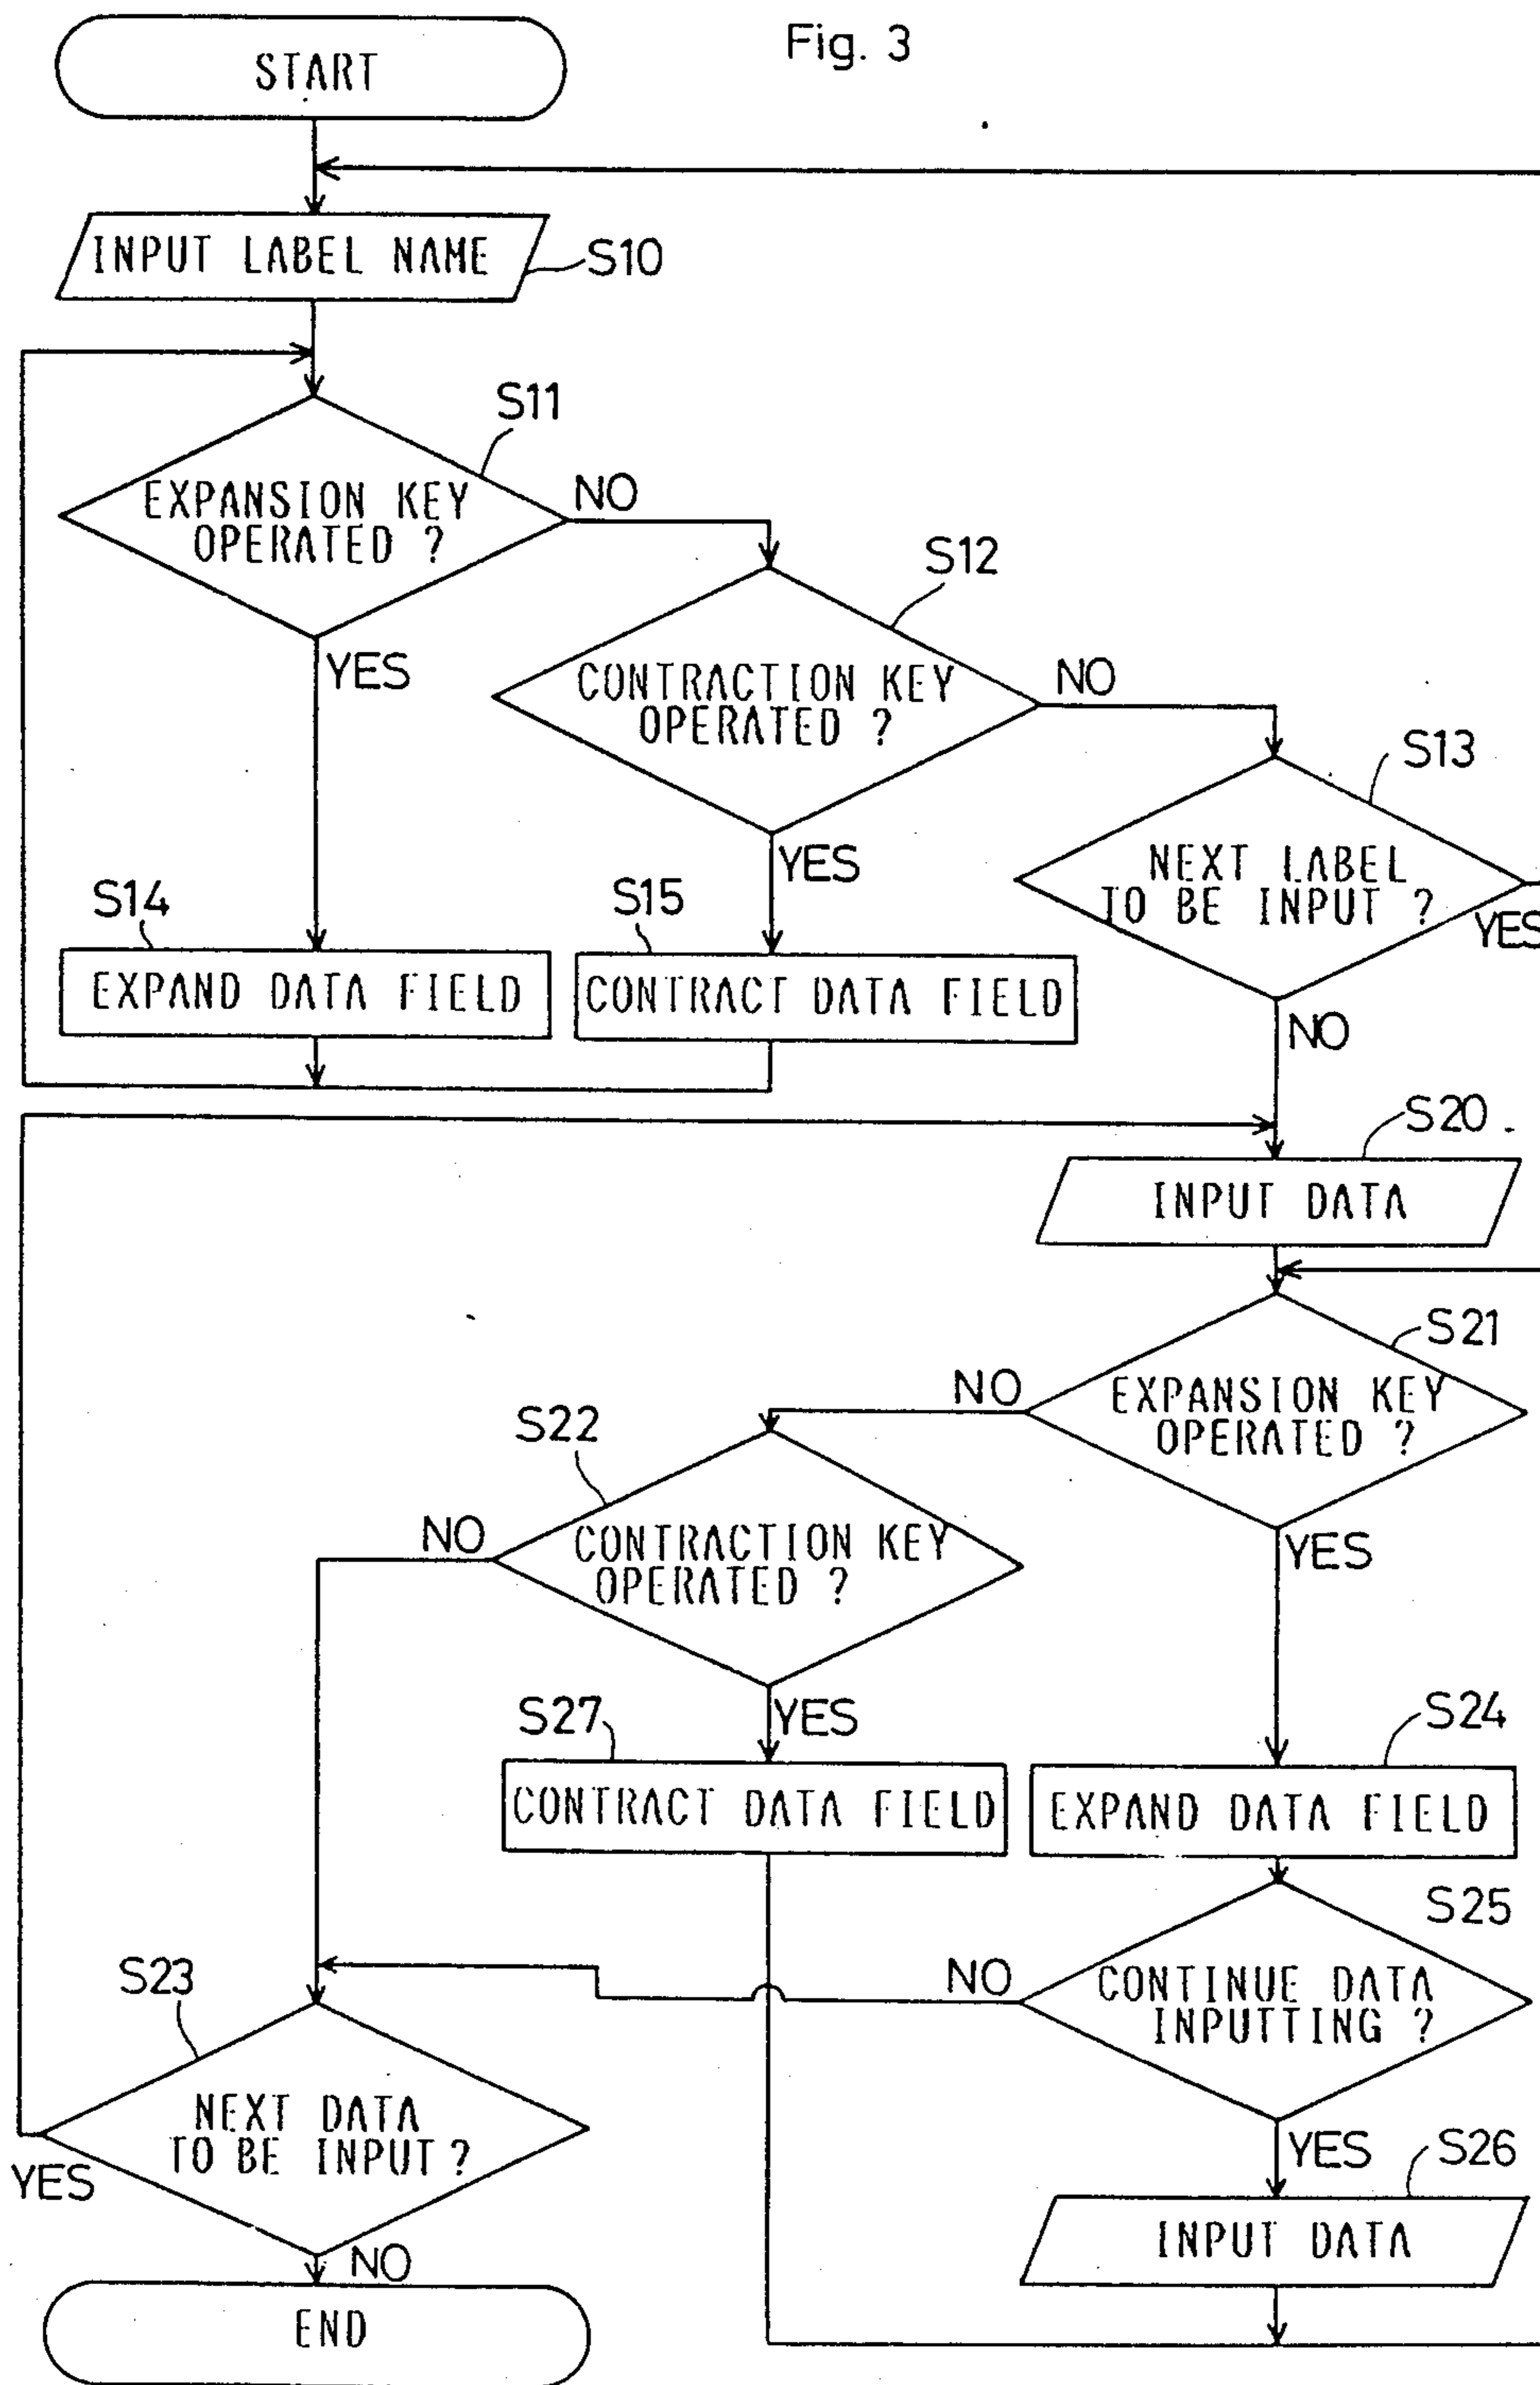 Fig. 3
START
INPUT LABEL NAME
S10
S11
EXPANSION KEY
OPERATED ?
NO
YES
S12
CONTRACTION KEY
OPERATED ?
NO
YES
S13
NEXT LABEL
TO BE INPUT ?
YES
NO
S14
EXPAND DATA FIELD
S15
CONTRACT DATA FIELD
S20
INPUT DATA
S21
EXPANSION KEY
OPERATED ?
NO
YES
S22
CONTRACTION KEY
OPERATED ?
NO
YES
S27
CONTRACT DATA FIELD
S24
EXPAND DATA FIELD
S25
CONTINUE DATA
INPUTTING ?
NO
YES
S23
NEXT DATA
TO BE INPUT ?
YES
NO
S26
INPUT DATA
END